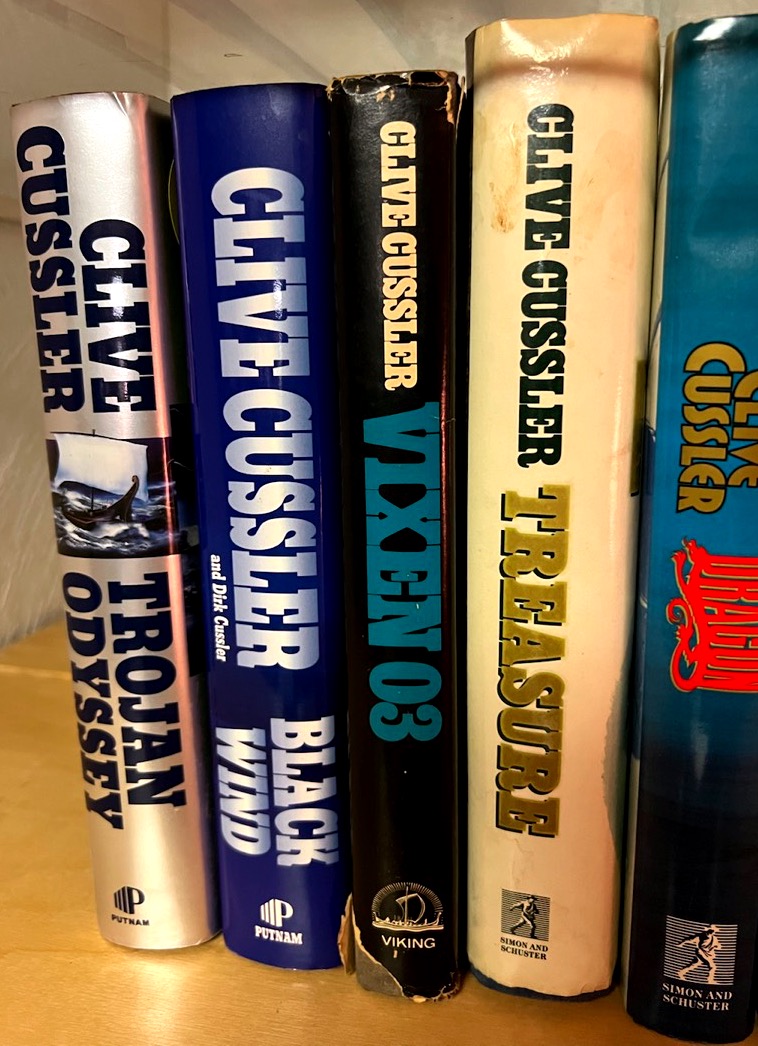 CLIVE
CUSSLER
TROJAN
ODYSSEY
PUTNAM
CLIVE CUSSLER
and Dirk Cussler
BLACK
WIND
PUTNAM
CLIVE CUSSLER
VIXEN 03
VIKING
CLIVE CUSSLER
TREASURE
SIMON AND
SCHUSTER
CLIVE
CUSSLER
DRAGON
SIMON AND
SCHUSTER